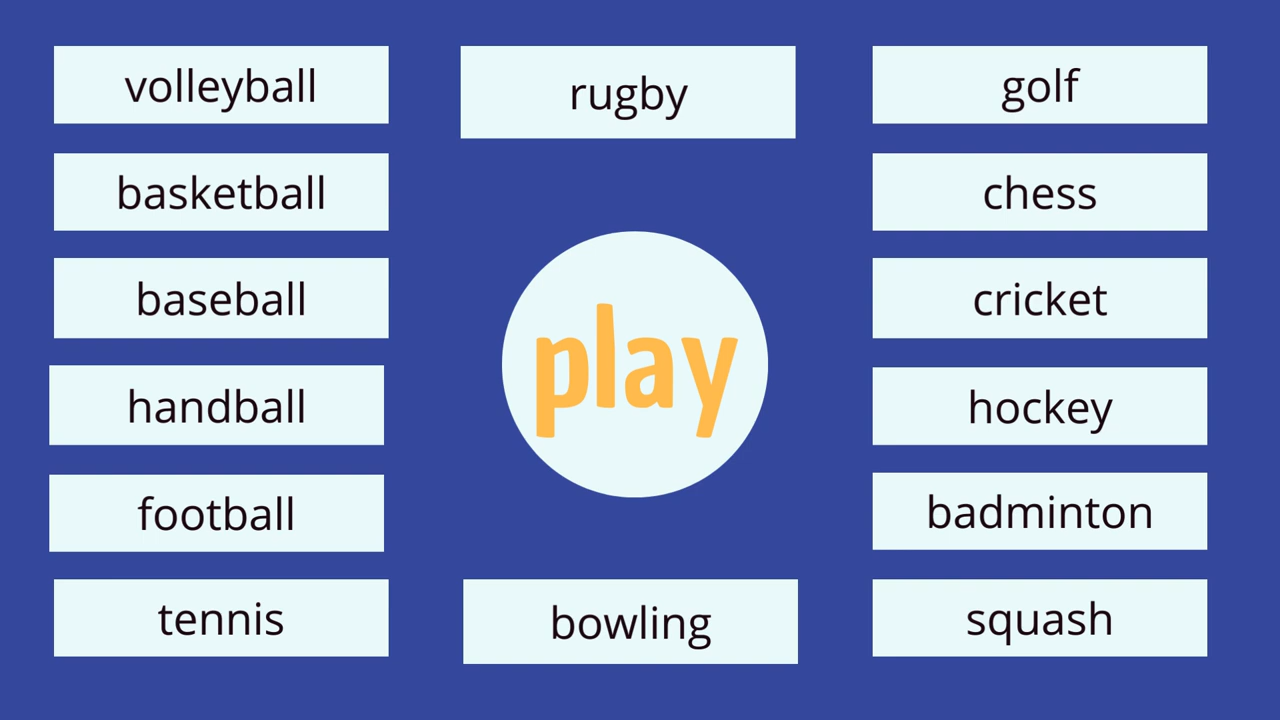 volleyball
basketball
baseball
handball
football
tennis
rugby
play
bowling
golf
chess
cricket
hockey
badminton
squash